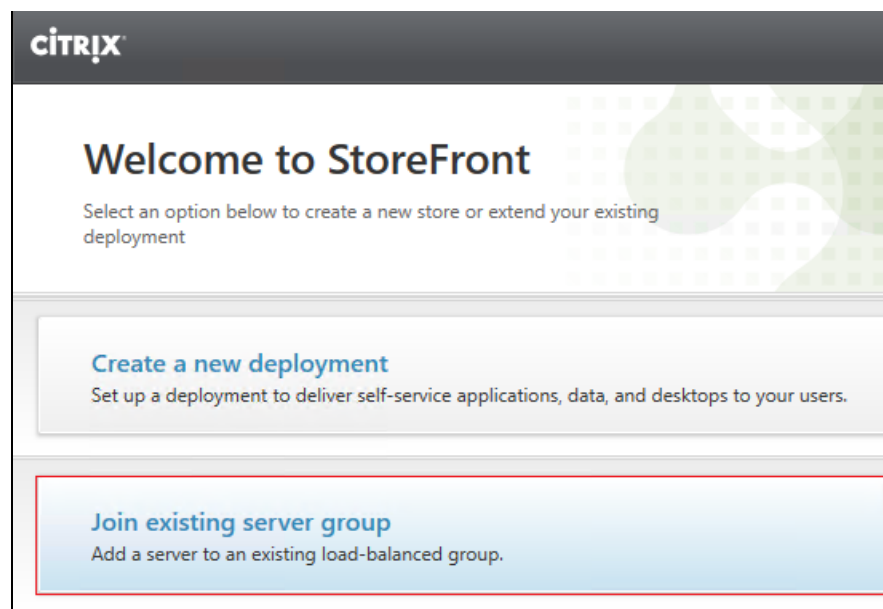 CİTRIX
Welcome to StoreFront
Select an option below to create a new store or extend your existing
deployment
Create a new deployment
Set up a deployment to deliver self-service applications, data, and desktops to your users.
Join existing server group
Add a server to an existing load-balanced group.